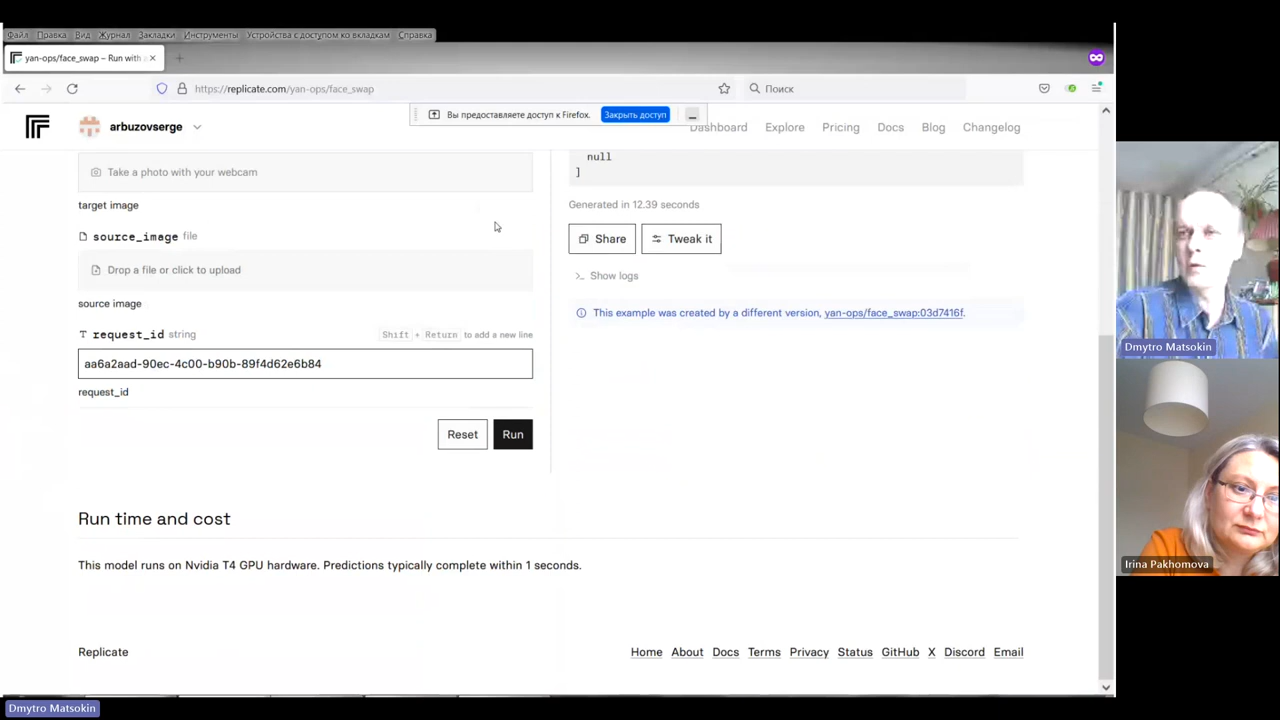 Файл Правка Вид Журнал Закладки Инструменты Устройства с доступом ко вкладкам Справка
yan-ops/face_swap – Run with
https://replicate.com/yan-ops/face_swap
Поиск
Вы предоставляете доступ к Firefox. Закрыть доступ
arbuzovserge
Dashboard Explore Pricing Docs Blog Changelog
Take a photo with your webcam
target image
source_image file
Drop a file or click to upload
source image
request_id string
Shift + Return to add a new line
aa6a2aad-90ec-4c00-b90b-89f4d62e6b84
request_id
Reset Run
null
]
Generated in 12.39 seconds
Share Tweak it
>_ Show logs
This example was created by a different version, yan-ops/face_swap:03d7416f.
Run time and cost
This model runs on Nvidia T4 GPU hardware. Predictions typically complete within 1 seconds.
Replicate
Home About Docs Terms Privacy Status GitHub X Discord Email
Dmytro Matsokin
Irina Pakhomova
Dmytro Matsokin